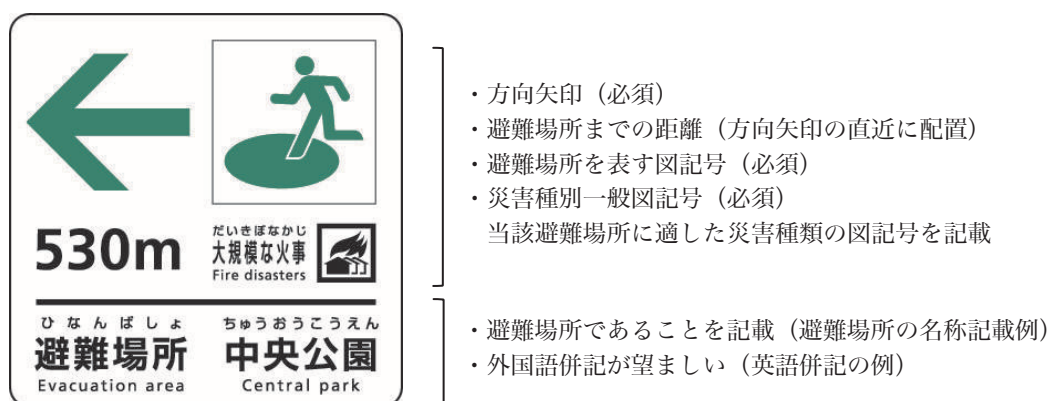 530m
だいきぼなかじ
大規模な火事
Fire disasters
ひなんばしょ
避難場所
Evacuation area
ちゅうおうこうえん
中央公園
Central park
・方向矢印（必須）
・避難場所までの距離（方向矢印の直近に配置）
・避難場所を表す図記号（必須）
・災害種別一般図記号（必須）
当該避難場所に適した災害種類の図記号を記載
・避難場所であることを記載（避難場所の名称記載例）
・外国語併記が望ましい（英語併記の例）